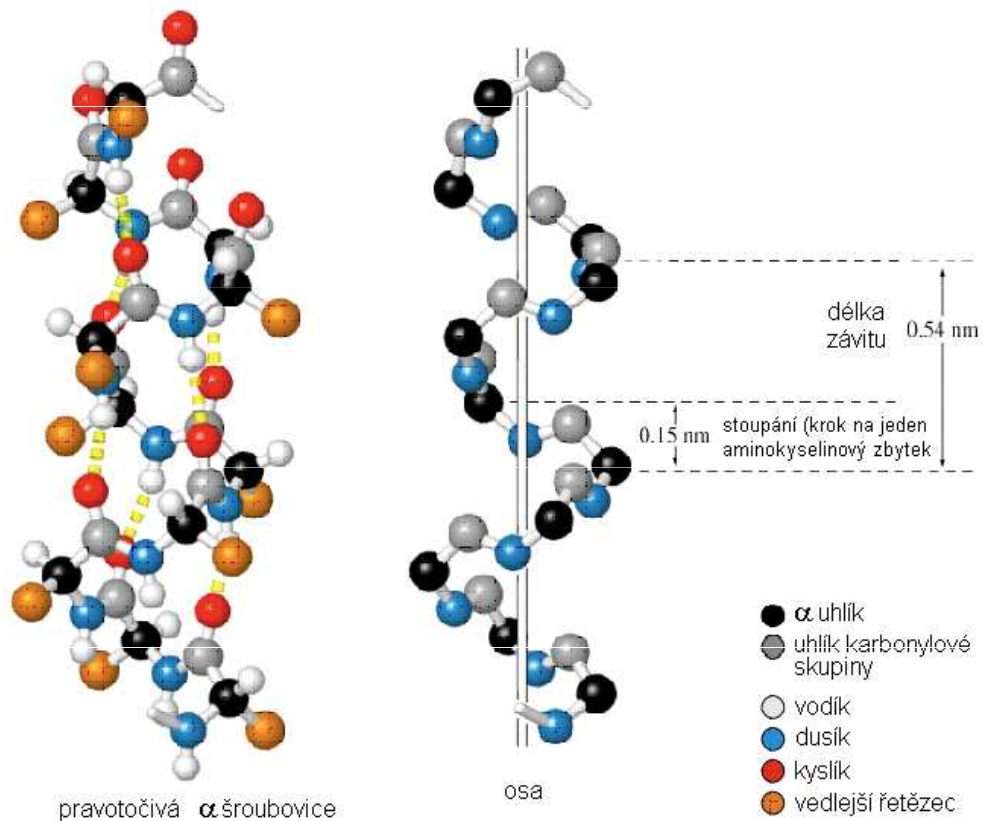 délka
závitu
0.54 nm
0.15 nm
stoupání (krok na jeden
aminokyselinový zbytek
α uhlík
uhlík karbonylové
skupiny
vodík
dusík
kyslík
vedlejší řetězec
osa
pravotočivá α šroubovice